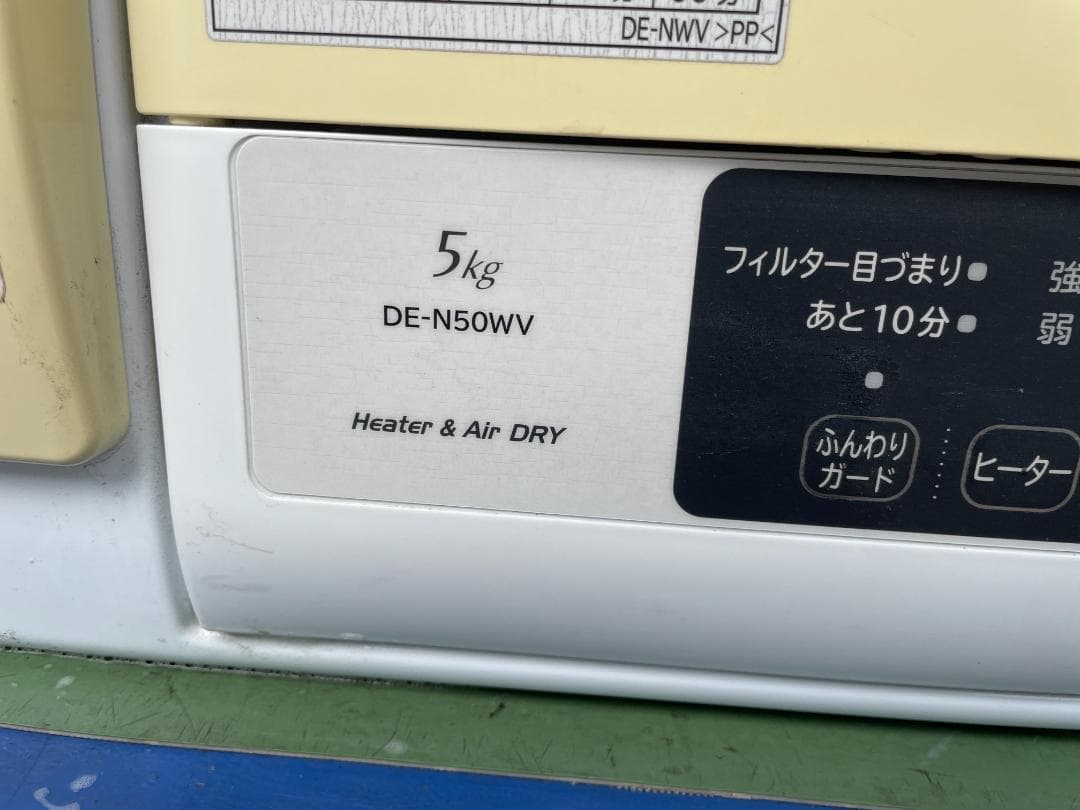 DE-NWV >PP<
5kg
DE-N50WV
Heater & Air DRY
フィルター目づまり
あと10分
強
弱
ふんわり
ガード
ヒーター